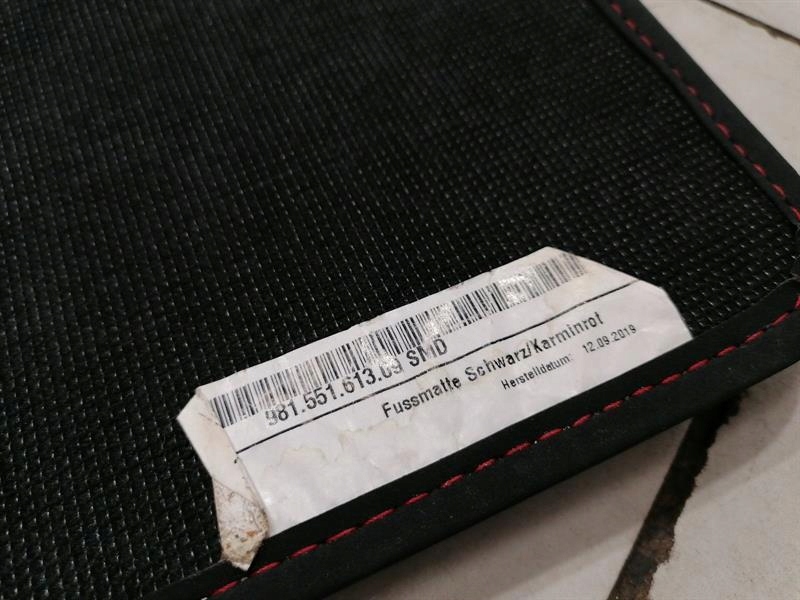 981.551.613.09 SMD
Fussmatte Schwarz/Karminrot
Herstelldatum: 12.09.2019